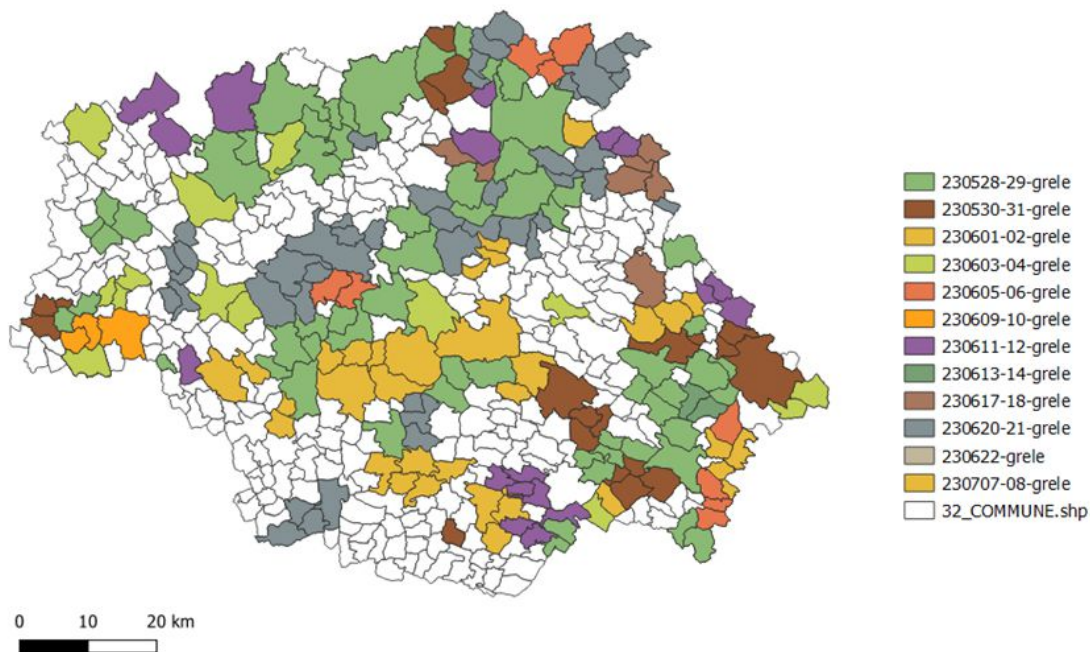 230528-29-grele
230530-31-grele
230601-02-grele
230603-04-grele
230605-06-grele
230609-10-grele
230611-12-grele
230613-14-grele
230617-18-grele
230620-21-grele
230622-grele
230707-08-grele
32_COMMUNE.shp
0 10 20 km